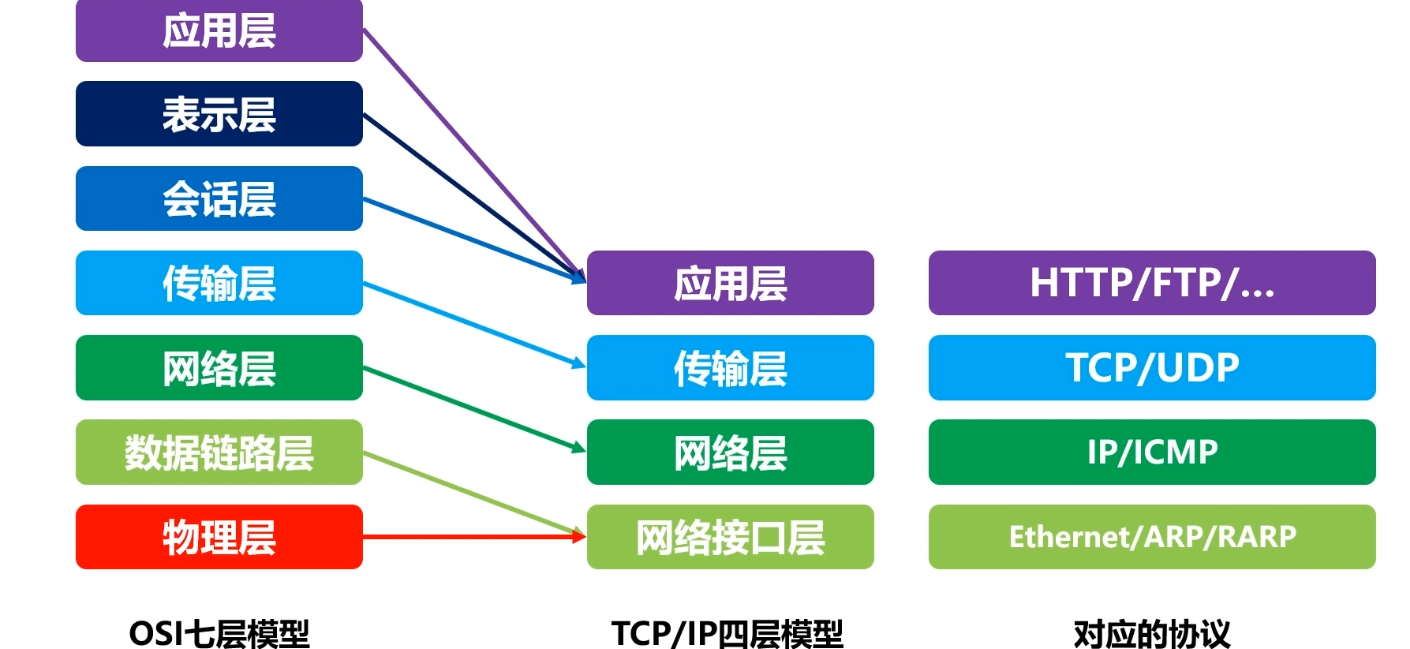 应用层
表示层
会话层
传输层
网络层
数据链路层
物理层
OSI七层模型
应用层
传输层
网络层
网络接口层
TCP/IP四层模型
HTTP/FTP/...
TCP/UDP
IP/ICMP
Ethernet/ARP/RARP
对应的协议